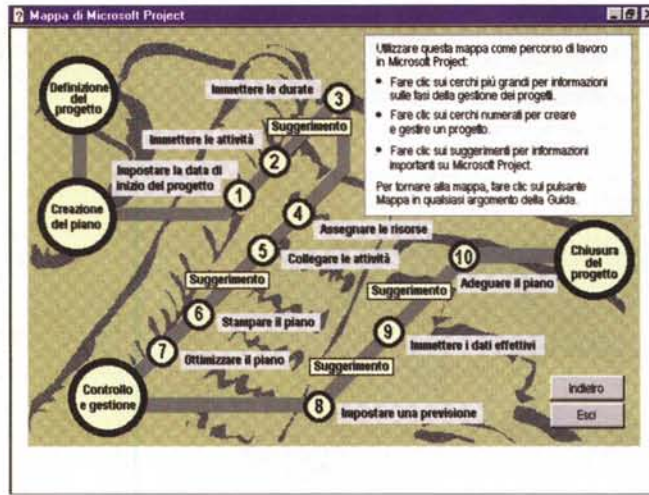 Mappa di Microsoft Project
Utilizzare questa mappa come percorso di lavoro
in Microsoft Project:
• Fare clic sui cerchi più grandi per informazioni
sulle fasi della gestione dei progetti.
• Fare clic sui cerchi numerati per creare
e gestire un progetto.
• Fare clic sui suggerimenti per informazioni
importanti su Microsoft Project.
Per tornare alla mappa, fare clic sul pulsante
Mappa in qualsiasi argomento della Guida.
Definizione
del
progetto
Creazione
del piano
Impostare la data di
inizio del progetto
1
Immettere le attività
2
Suggerimento
Immettere le durate
3
4
Assegnare le risorse
5
Collegare le attività
Suggerimento
6
Stampare il piano
7
Ottimizzare il piano
Controllo
e gestione
8
Impostare una previsione
Suggerimento
9
Immettere i dati effettivi
Suggerimento
10
Adeguare il piano
Chiusura
del
progetto
Indietro
Esci